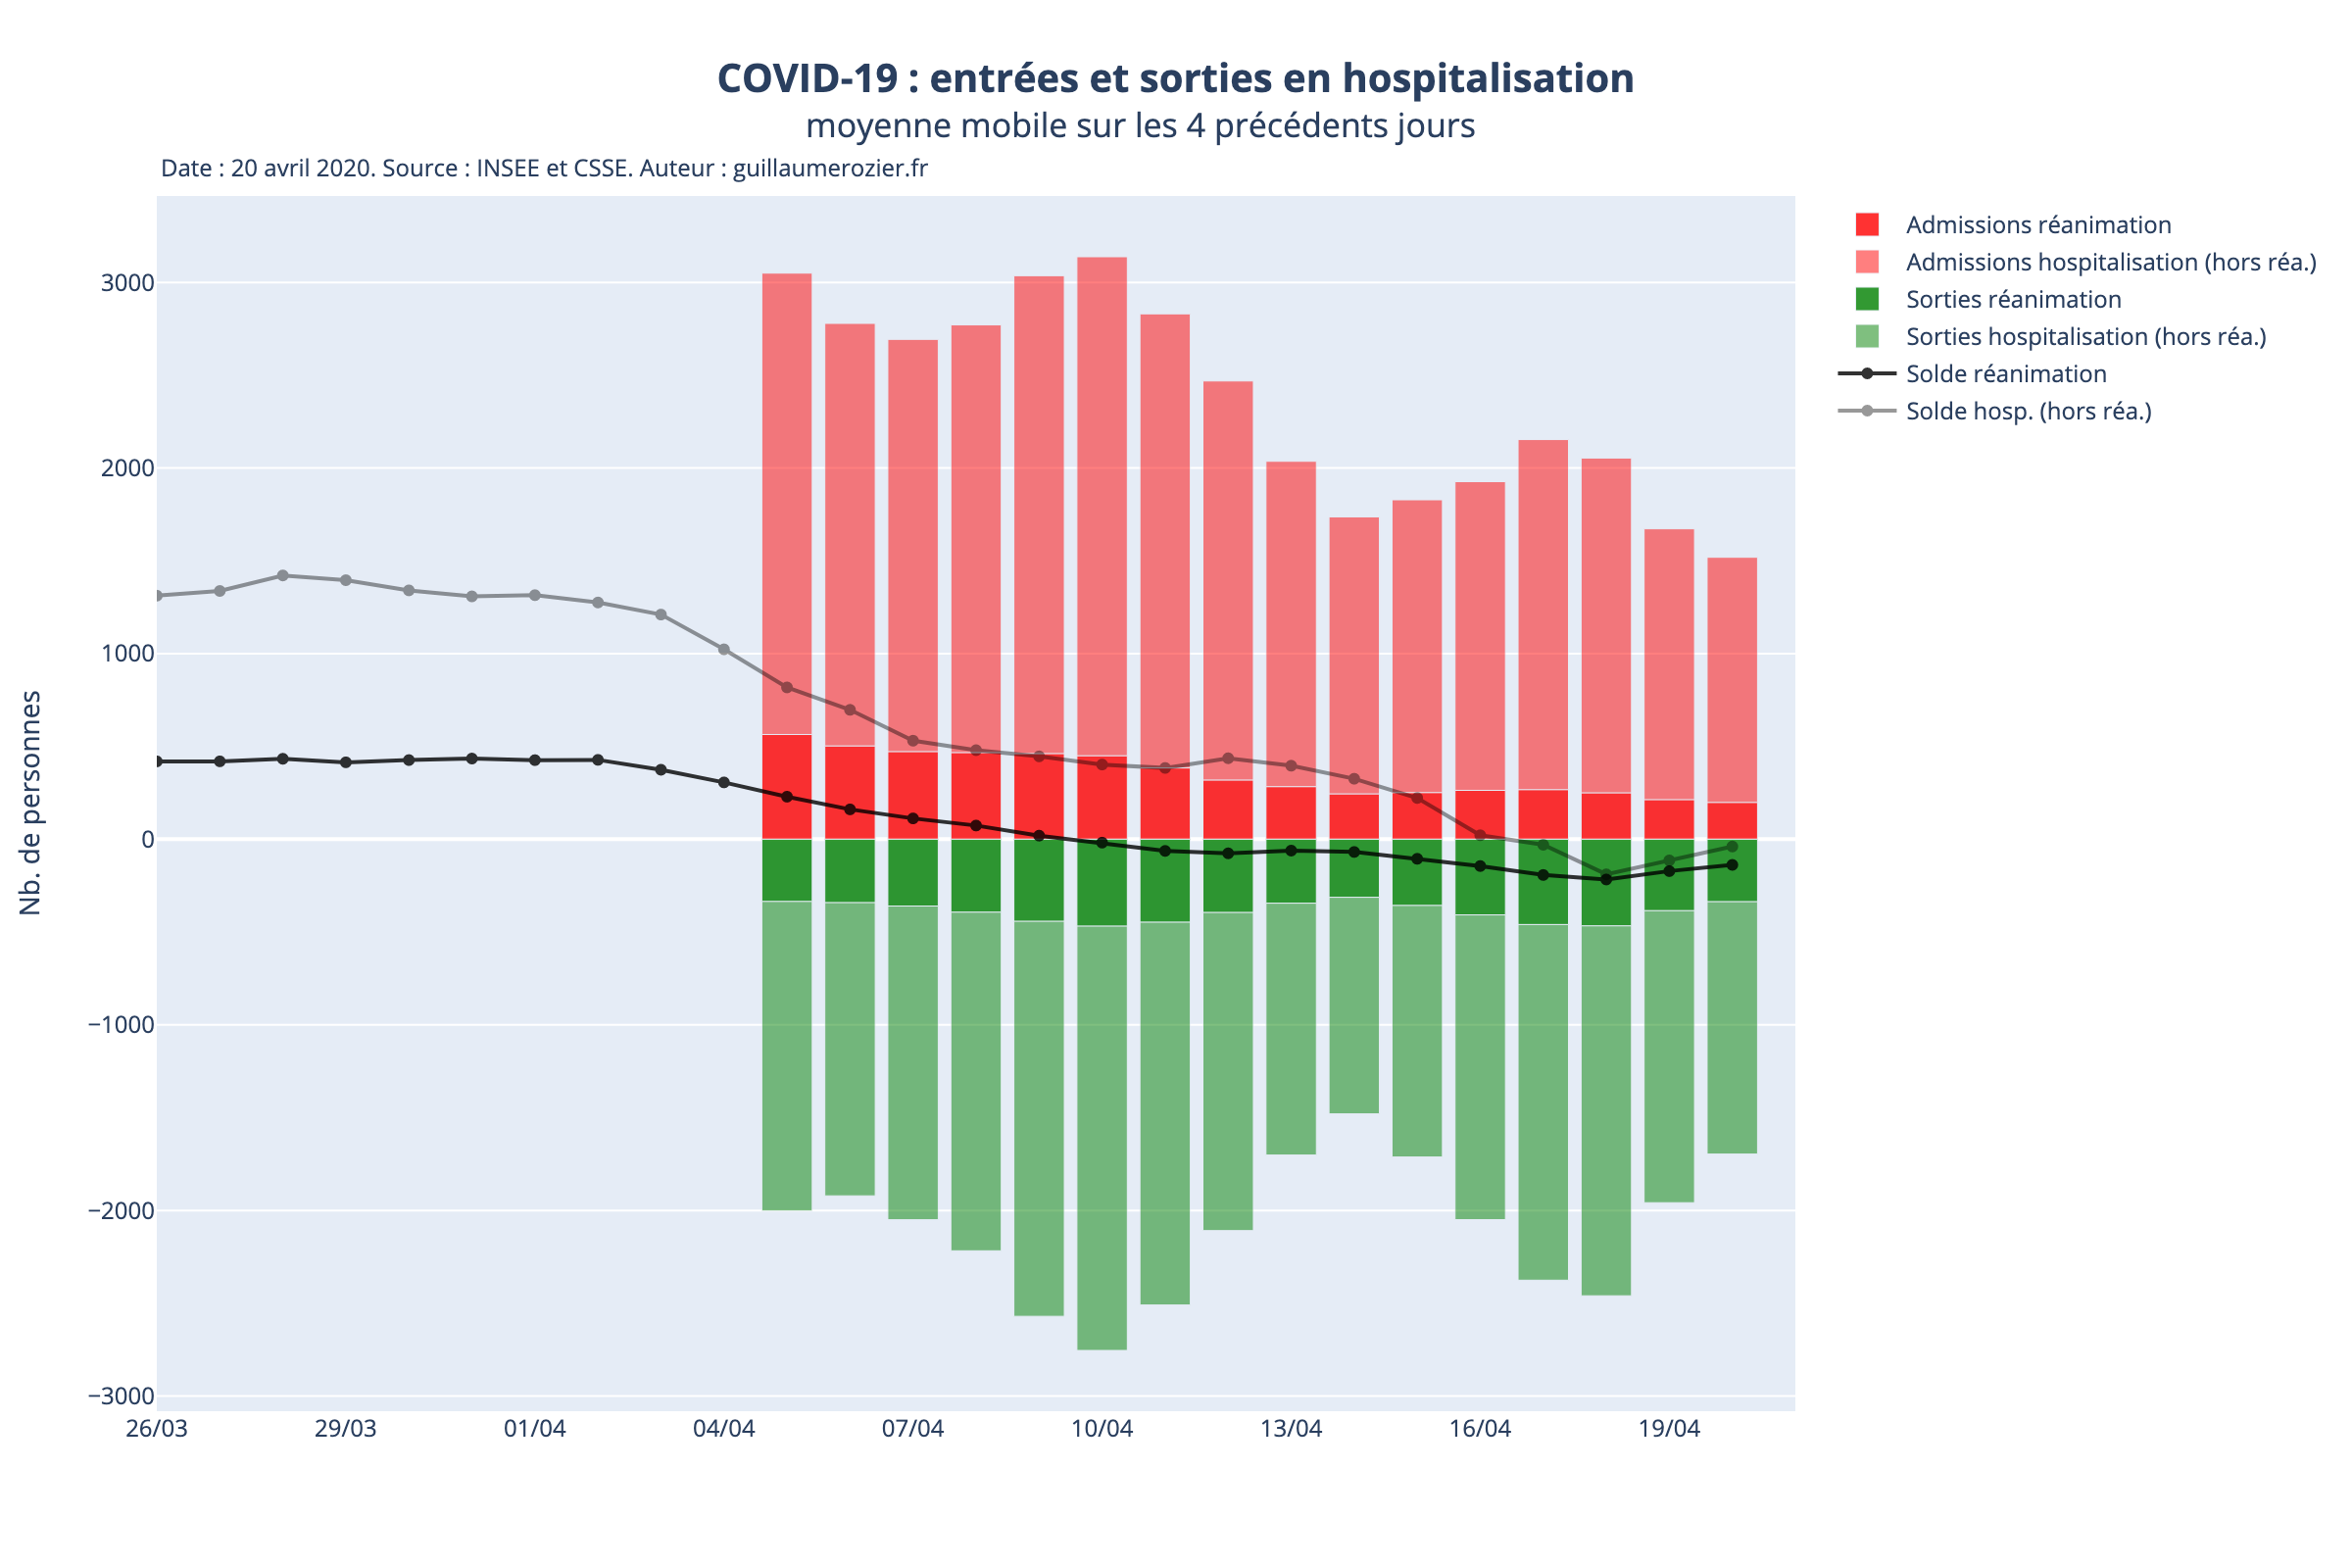 COVID-19 : entrées et sorties en hospitalisation
moyenne mobile sur les 4 précédents jours
Date : 20 avril 2020. Source : INSEE et CSSE. Auteur : guillaumerozier.fr
Admissions réanimation
Admissions hospitalisation (hors réa.)
Sorties réanimation
Sorties hospitalisation (hors réa.)
Solde réanimation
Solde hosp. (hors réa.)
Nb. de personnes
3000
2000
1000
0
−1000
−2000
−3000
26/03
29/03
01/04
04/04
07/04
10/04
13/04
16/04
19/04